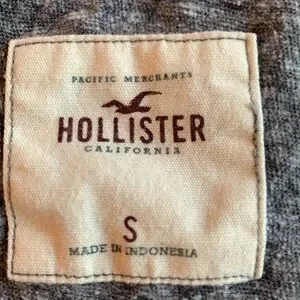 PACIFIC MERCHANTS
HOLLISTER
CALIFORNIA
S
MADE IN INDONESIA